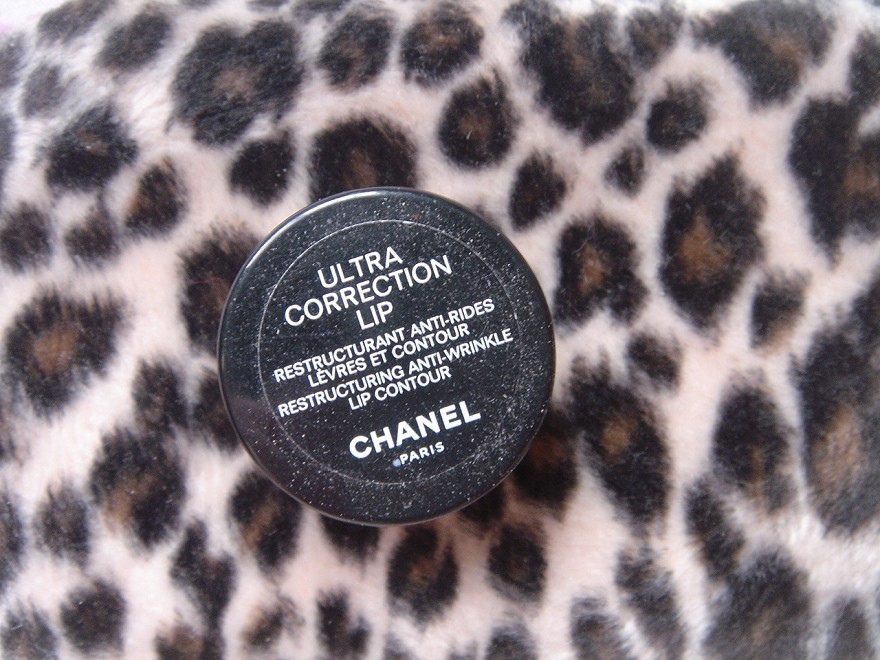 ULTRA
CORRECTION
LIP
RESTRUCTURANT ANTI-RIDES
LÈVRES ET CONTOUR
RESTRUCTURING ANTI-WRINKLE
LIP CONTOUR
CHANEL
PARIS